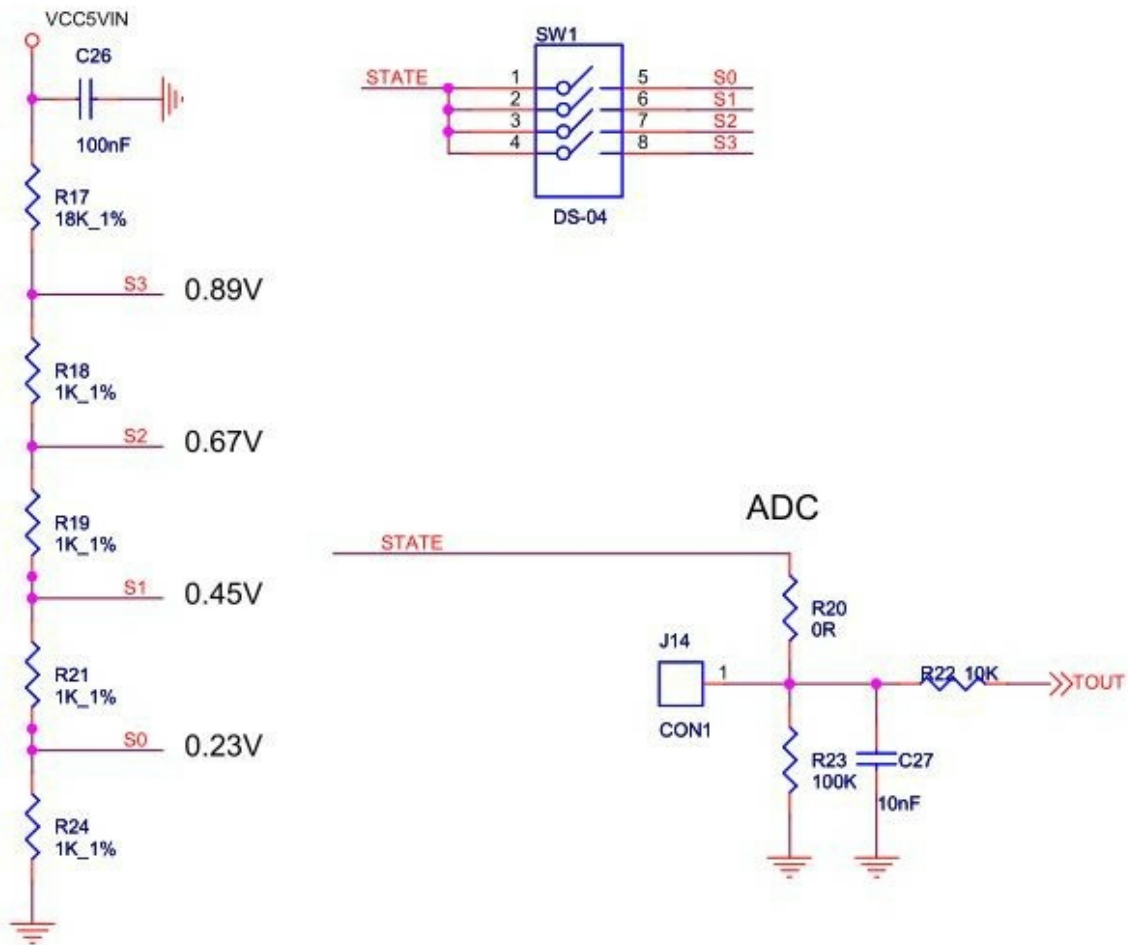 VCC5VIN
C26
100nF
R17
18K_1%
S3 0.89V
R18
1K_1%
S2 0.67V
R19
1K_1%
S1 0.45V
R21
1K_1%
S0 0.23V
R24
1K_1%
SW1
STATE 1 5 S0
2 6 S1
3 7 S2
4 8 S3
DS-04
ADC
STATE
R20
0R
J14
1
CON1
R22 10K
TOUT
R23
100K
C27
10nF